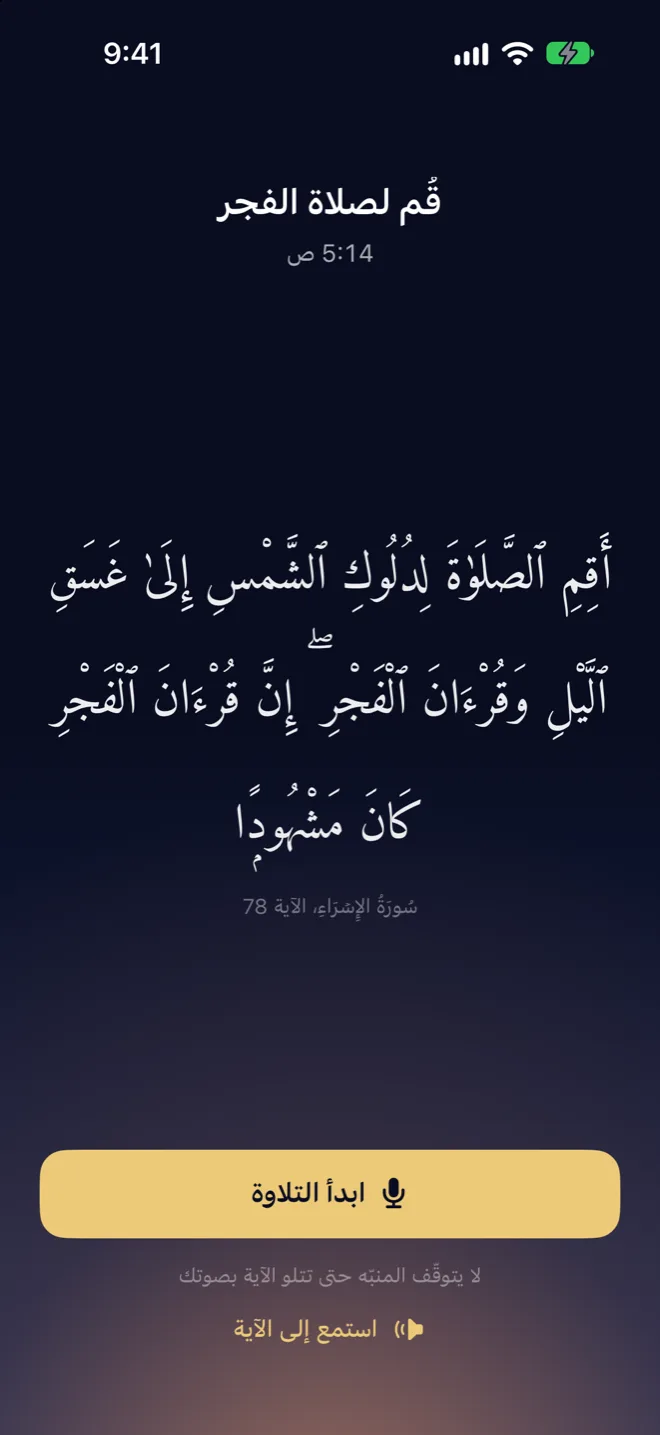 9:41
قُم لصلاة الفجر
5:14 ص
أَقِمِ ٱلصَّلَوٰةَ لِدُلُوكِ ٱلشَّمْسِ إِلَىٰ غَسَقِ
ٱلَّيْلِ وَقُرْءَانَ ٱلْفَجْرِ ۖ إِنَّ قُرْءَانَ ٱلْفَجْرِ
كَانَ مَشْهُودًۭا
سُورَةُ الإِسۡرَاءِ، الآية 78
ابدأ التلاوة
لا يتوقّف المنبّه حتى تتلو الآية بصوتك
استمع إلى الآية